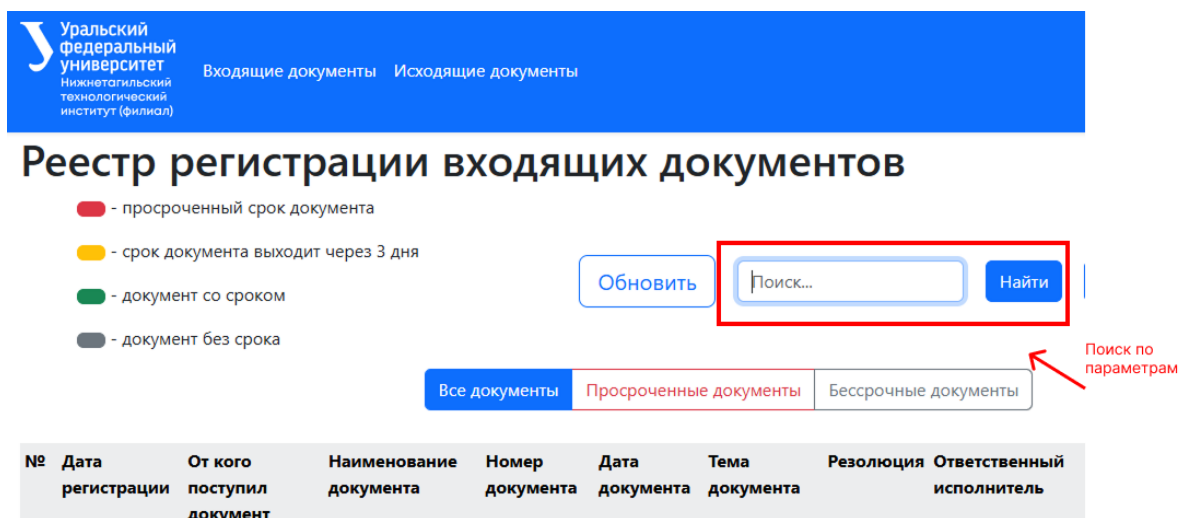 Уральский
федеральный
университет
Нижнетагильский
технологический
институт (филиал)
Входящие документы Исходящие документы
Реестр регистрации входящих документов
- просроченный срок документа
- срок документа выходит через 3 дня
- документ со сроком
- документ без срока
Обновить Поиск... Найти
Поиск по
параметрам
Все документы Просроченные документы Бессрочные документы
№ Дата От кого Наименование Номер Дата Тема Резолюция Ответственный
регистрации поступил документа документа документа документа исполнитель
документ